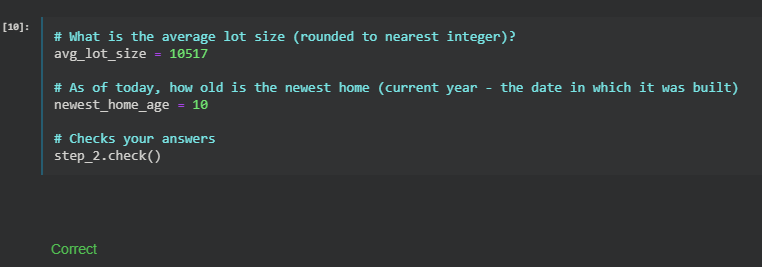 [10]:
# What is the average lot size (rounded to nearest integer)?
avg_lot_size = 10517
# As of today, how old is the newest home (current year - the date in which it was built)
newest_home_age = 10
# Checks your answers
step_2.check()
Correct